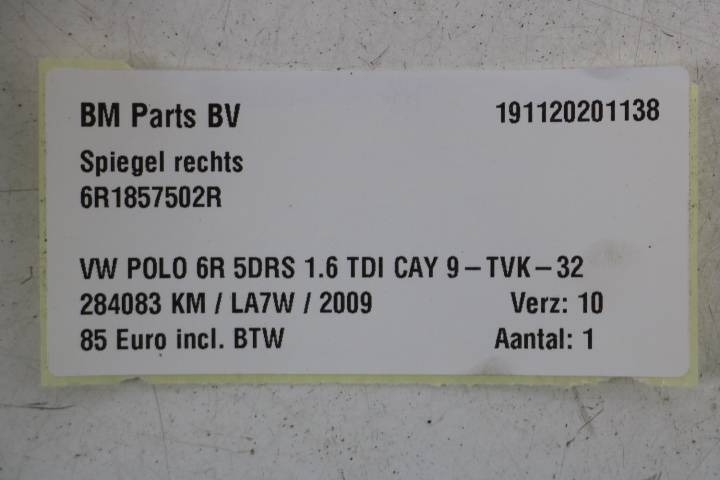 BM Parts BV 191120201138
Spiegel rechts
6R1857502R
VW POLO 6R 5DRS 1.6 TDI CAY 9-TVK-32
284083 KM / LA7W / 2009 Verz: 10
85 Euro incl. BTW Aantal: 1